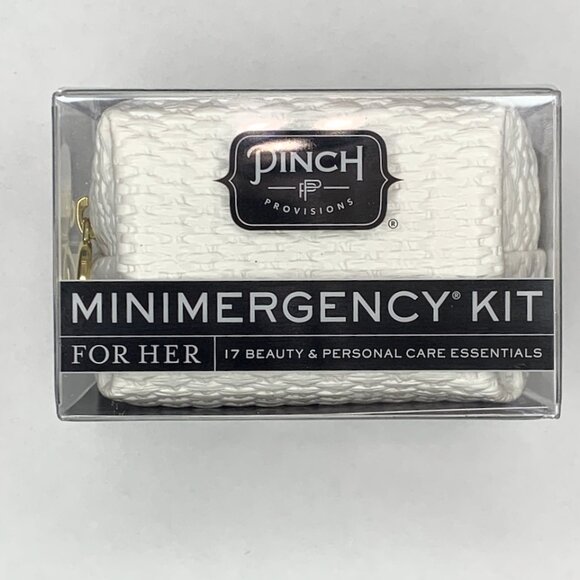 PINCH
PP
PROVISIONS
®
MINIMERGENCY® KIT
FOR HER | 17 BEAUTY & PERSONAL CARE ESSENTIALS